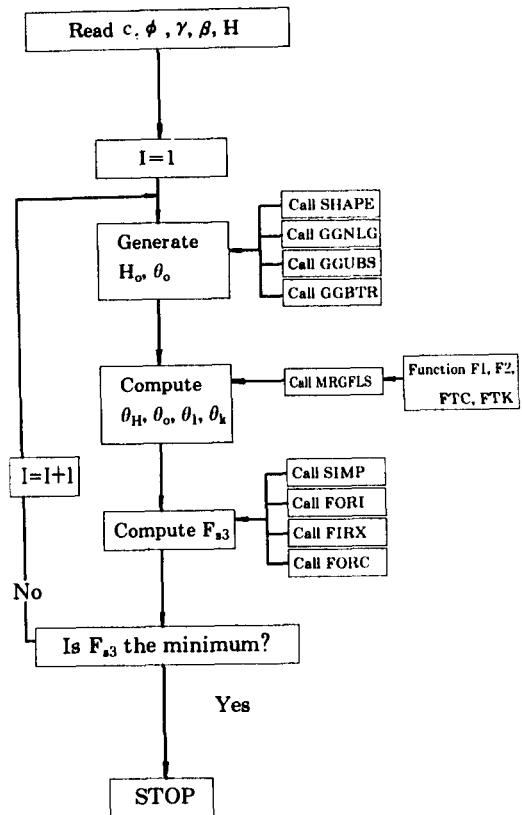 Read c, ϕ, γ, β, H
I=1
Generate
H₀, θ₀
Call SHAPE
Call GGNLG
Call GGUBS
Call GGBTR
Compute
θ_H, θ₀, θ₁, θ_k
Call MRGFLS
Function F1, F2,
FTC, FTK
I=I+1
Compute F_s3
Call SIMP
Call FORI
Call FIRX
Call FORC
No
Is F_s3 the minimum?
Yes
STOP